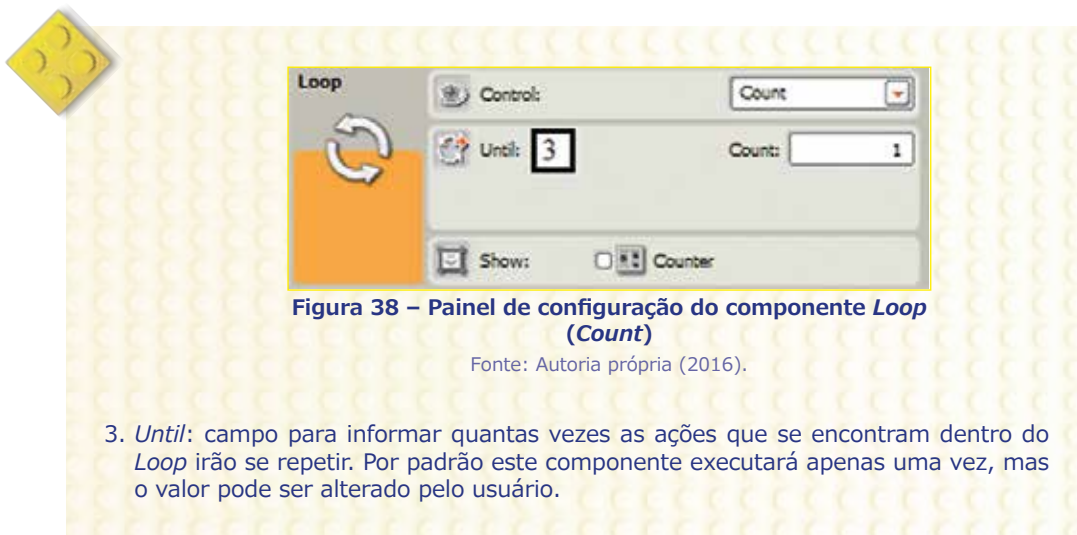 Loop
Control: Count
Until: 3 Count: 1
Show: Counter
Figura 38 – Painel de configuração do componente Loop
(Count)
Fonte: Autoria própria (2016).
3. Until: campo para informar quantas vezes as ações que se encontram dentro do
Loop irão se repetir. Por padrão este componente executará apenas uma vez, mas
o valor pode ser alterado pelo usuário.